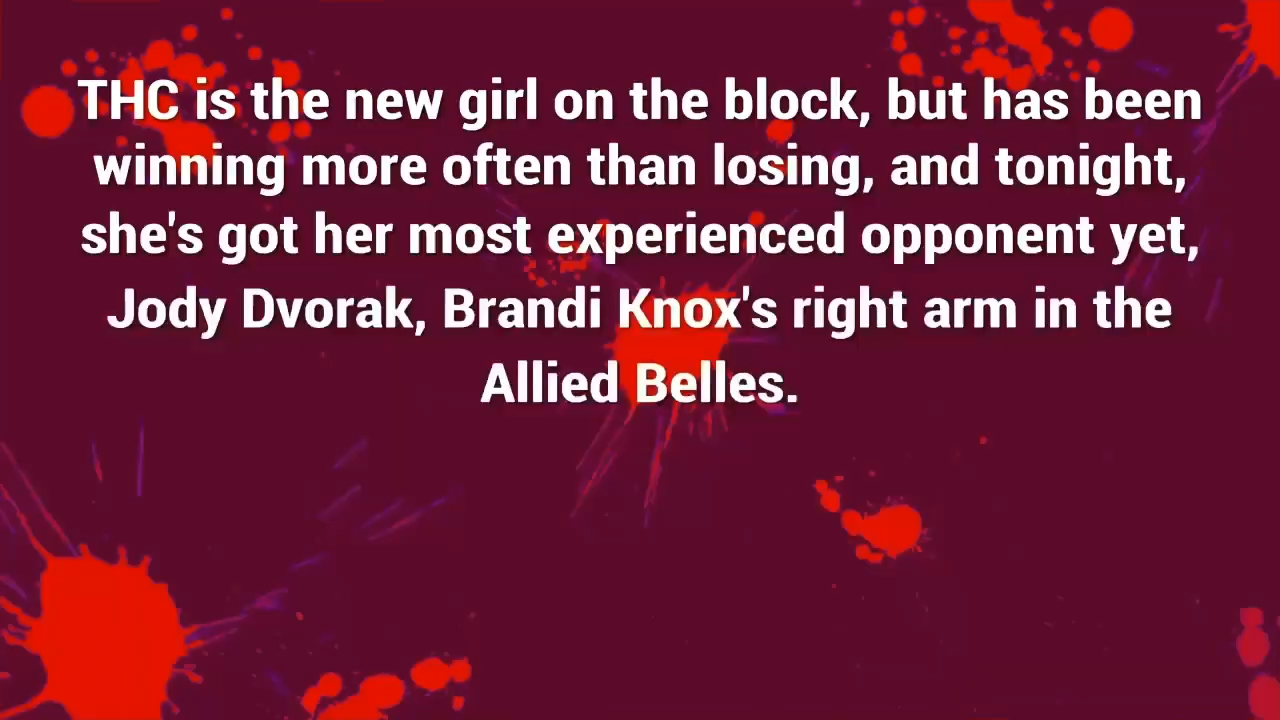 THC is the new girl on the block, but has been
winning more often than losing, and tonight,
she's got her most experienced opponent yet,
Jody Dvorak, Brandi Knox's right arm in the
Allied Belles.